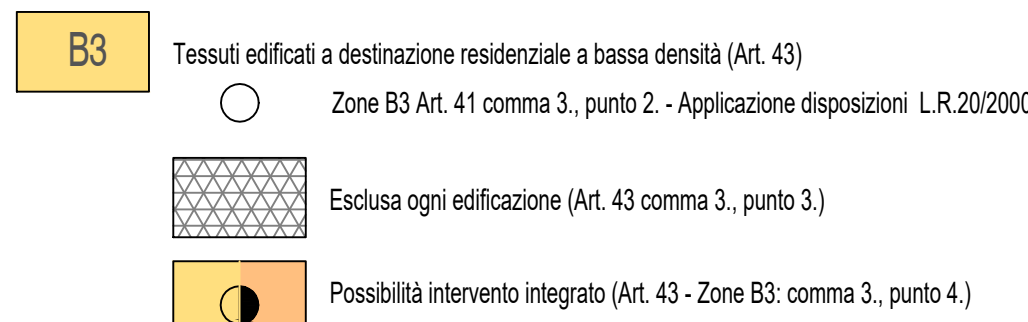 B3
Tessuti edificati a destinazione residenziale a bassa densità (Art. 43)
Zone B3 Art. 41 comma 3., punto 2. - Applicazione disposizioni L.R.20/2000
Esclusa ogni edificazione (Art. 43 comma 3., punto 3.)
Possibilità intervento integrato (Art. 43 - Zone B3: comma 3., punto 4.)